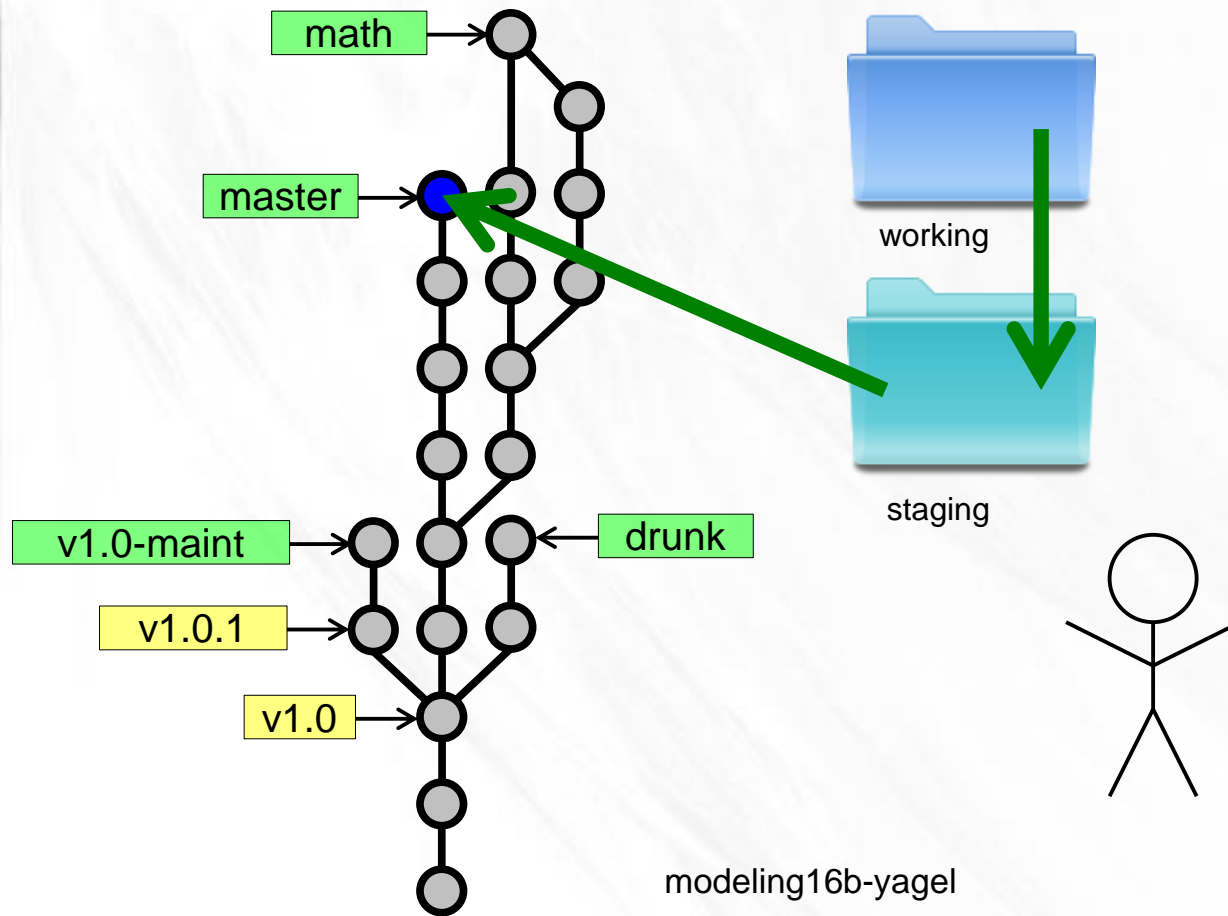 math
master
working
staging
v1.0-maint
drunk
v1.0.1
v1.0
modeling16b-yagel